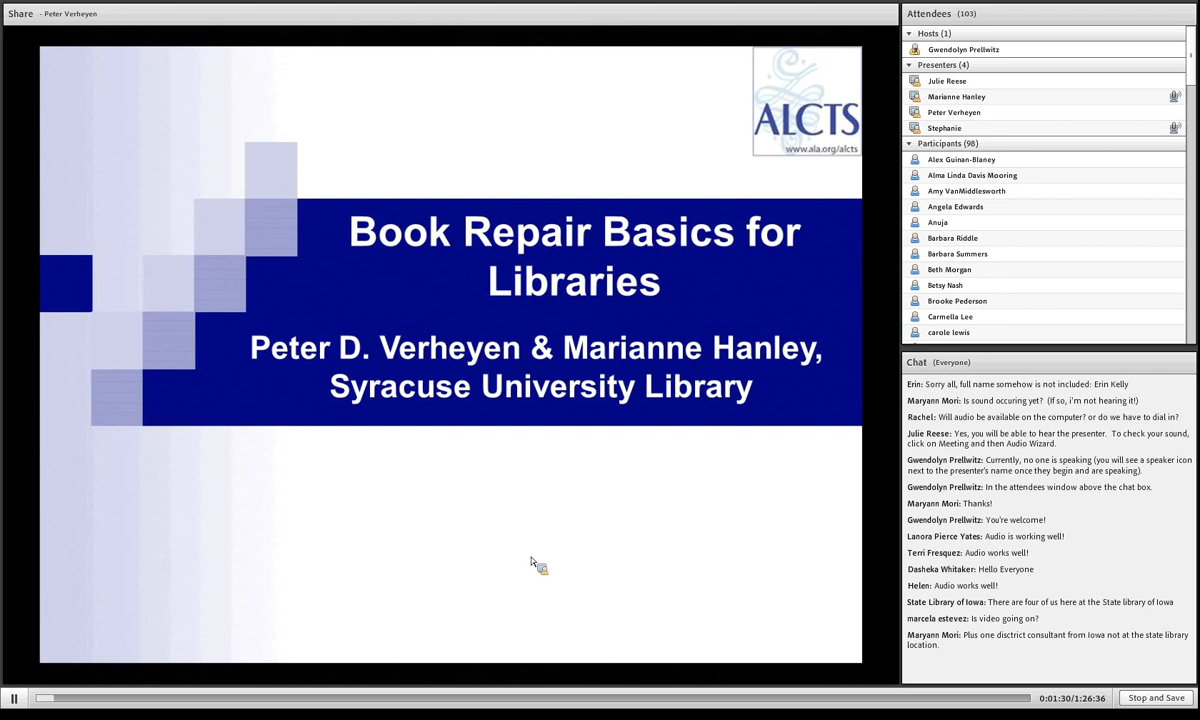 Share - Peter Verheyen
ALCTS
www.ala.org/alcts
Book Repair Basics for
Libraries
Peter D. Verheyen & Marianne Hanley,
Syracuse University Library
Attendees (103)
Hosts (1)
Gwendolyn Prellwitz
Presenters (4)
Julie Reese
Marianne Hanley
Peter Verheyen
Stephanie
Participants (98)
Alex Guinan-Blaney
Alma Linda Davis Mooring
Amy VanMiddlesworth
Angela Edwards
Anuja
Barbara Riddle
Barbara Summers
Beth Morgan
Betsy Nash
Brooke Pederson
Carmella Lee
carole lewis
Chat (Everyone)
Erin: Sorry all, full name somehow is not included: Erin Kelly
Maryann Mori: Is sound occuring yet? (If so, i'm not hearing it!)
Rachel: Will audio be available on the computer? or do we have to dial in?
Julie Reese: Yes, you will be able to hear the presenter. To check your sound,
click on Meeting and then Audio Wizard.
Gwendolyn Prellwitz: Currently, no one is speaking (you will see a speaker icon
next to the presenter's name once they begin and are speaking).
Gwendolyn Prellwitz: In the attendees window above the chat box.
Maryann Mori: Thanks!
Gwendolyn Prellwitz: You're welcome!
Lanora Pierce Yates: Audio is working well!
Terri Fresquez: Audio works well!
Dasheka Whitaker: Hello Everyone
Helen: Audio works well!
State Library of Iowa: There are four of us here at the State library of Iowa
marcela estevez: Is video going on?
Maryann Mori: Plus one disctrict consultant from Iowa not at the state library
location.
0:01:30/1:26:36
Stop and Save